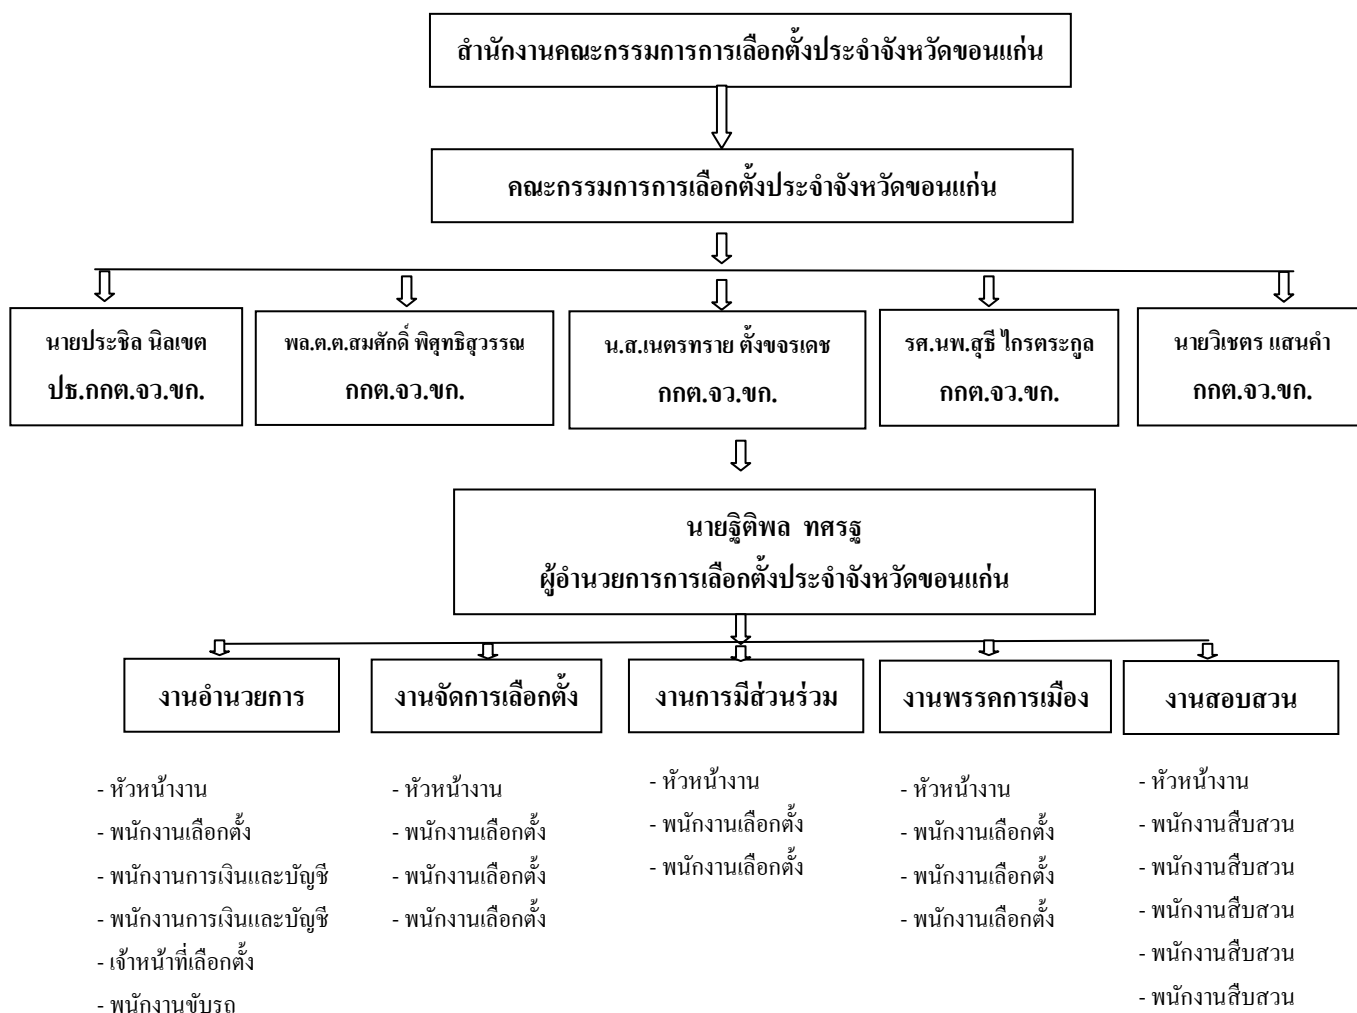 สำนักงานคณะกรรมการการเลือกตั้งประจำจังหวัดขอนแก่น
คณะกรรมการการเลือกตั้งประจำจังหวัดขอนแก่น
นายประชิล นิลเขต
ปธ.กกต.จว.ขก.
พล.ต.ต.สมศักดิ์ พิศุทธิสุวรรณ
กกต.จว.ขก.
น.ส.เนตรทราย ตั้งขจรเดช
กกต.จว.ขก.
รศ.นพ.สุธี ไกรตระกูล
กกต.จว.ขก.
นายวิเชตร แสนคำ
กกต.จว.ขก.
นายฐิติพล ทศรฐ
ผู้อำนวยการการเลือกตั้งประจำจังหวัดขอนแก่น
งานอำนวยการ
- หัวหน้างาน
- พนักงานเลือกตั้ง
- พนักงานการเงินและบัญชี
- พนักงานการเงินและบัญชี
- เจ้าหน้าที่เลือกตั้ง
- พนักงานขับรถ
งานจัดการเลือกตั้ง
- หัวหน้างาน
- พนักงานเลือกตั้ง
- พนักงานเลือกตั้ง
- พนักงานเลือกตั้ง
งานการมีส่วนร่วม
- หัวหน้างาน
- พนักงานเลือกตั้ง
- พนักงานเลือกตั้ง
งานพรรคการเมือง
- หัวหน้างาน
- พนักงานเลือกตั้ง
- พนักงานเลือกตั้ง
- พนักงานเลือกตั้ง
งานสอบสวน
- หัวหน้างาน
- พนักงานสืบสวน
- พนักงานสืบสวน
- พนักงานสืบสวน
- พนักงานสืบสวน
- พนักงานสืบสวน